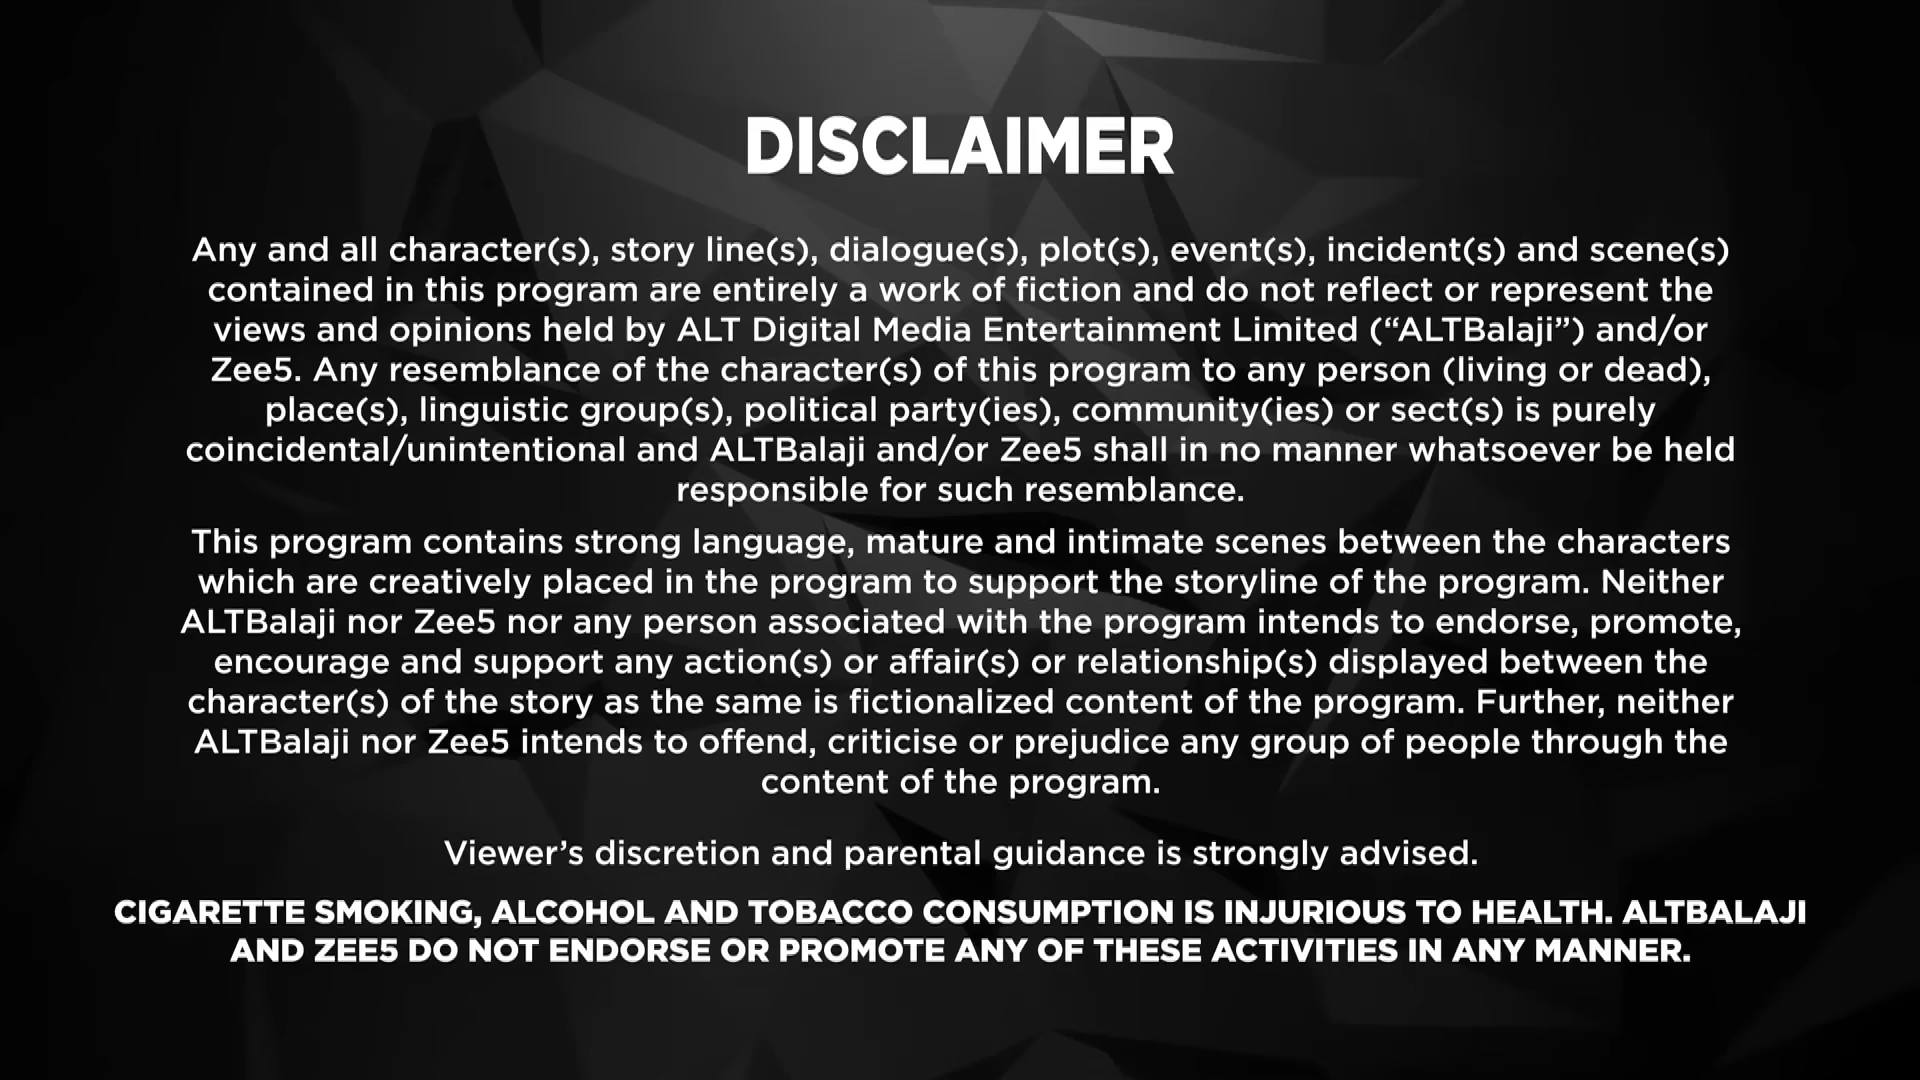 DISCLAIMER
Any and all character(s), story line(s), dialogue(s), plot(s), event(s), incident(s) and scene(s)
contained in this program are entirely a work of fiction and do not reflect or represent the
views and opinions held by ALT Digital Media Entertainment Limited (“ALTBalaji”) and/or
Zee5. Any resemblance of the character(s) of this program to any person (living or dead),
place(s), linguistic group(s), political party(ies), community(ies) or sect(s) is purely
coincidental/unintentional and ALTBalaji and/or Zee5 shall in no manner whatsoever be held
responsible for such resemblance.
This program contains strong language, mature and intimate scenes between the characters
which are creatively placed in the program to support the storyline of the program. Neither
ALTBalaji nor Zee5 nor any person associated with the program intends to endorse, promote,
encourage and support any action(s) or affair(s) or relationship(s) displayed between the
character(s) of the story as the same is fictionalized content of the program. Further, neither
ALTBalaji nor Zee5 intends to offend, criticise or prejudice any group of people through the
content of the program.
Viewer’s discretion and parental guidance is strongly advised.
CIGARETTE SMOKING, ALCOHOL AND TOBACCO CONSUMPTION IS INJURIOUS TO HEALTH. ALTBALAJI
AND ZEE5 DO NOT ENDORSE OR PROMOTE ANY OF THESE ACTIVITIES IN ANY MANNER.